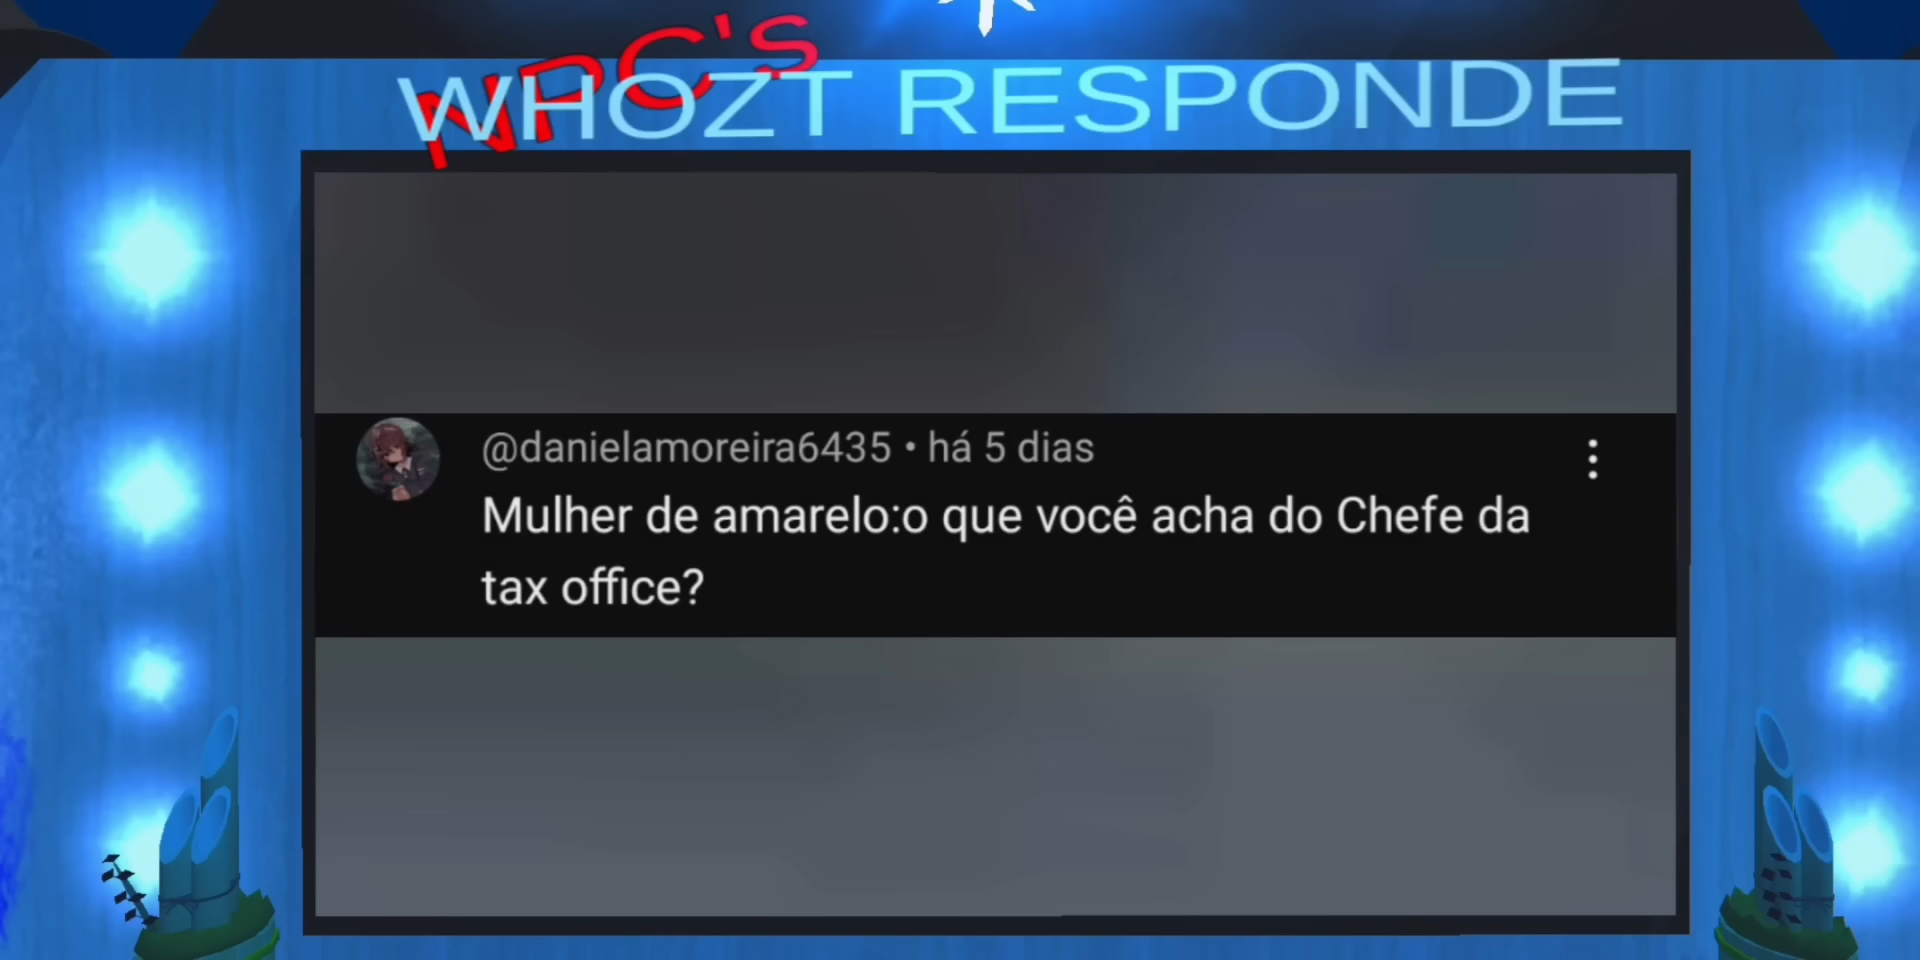 NPC's
WHOZT RESPONDE
@danielamoreira6435 • há 5 dias
Mulher de amarelo:o que você acha do Chefe da
tax office?